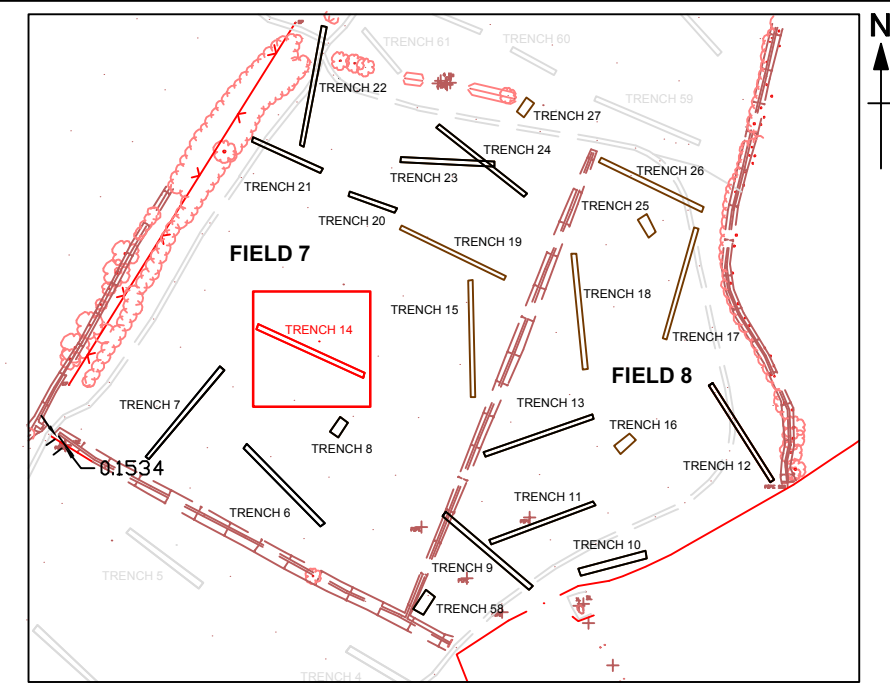 N
TRENCH 61
TRENCH 60
TRENCH 22
TRENCH 59
TRENCH 27
TRENCH 24
TRENCH 23
TRENCH 26
TRENCH 21
TRENCH 25
TRENCH 20
TRENCH 19
FIELD 7
TRENCH 18
TRENCH 15
TRENCH 14
TRENCH 17
FIELD 8
TRENCH 7
TRENCH 13
TRENCH 16
TRENCH 8
TRENCH 12
0.1534
TRENCH 11
TRENCH 6
TRENCH 10
TRENCH 9
TRENCH 5
TRENCH 58
TRENCH 4